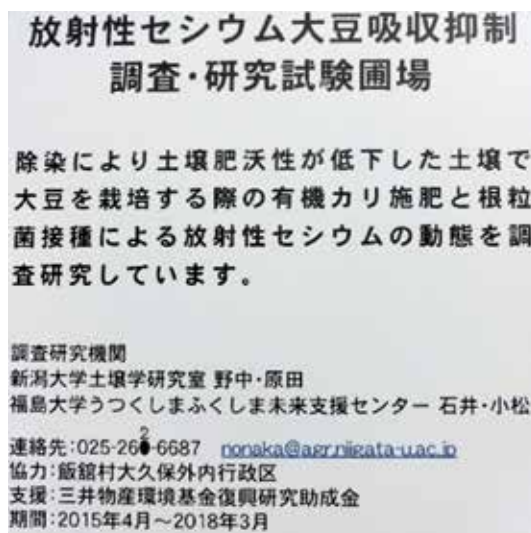 放射性セシウム大豆吸収抑制
調査・研究試験圃場
除染により土壌肥沃性が低下した土壌で
大豆を栽培する際の有機カリ施肥と根粒
菌接種による放射性セシウムの動態を調
査研究しています。
調査研究機関
新潟大学土壌学研究室 野中・原田
福島大学うつくしまふくしま未来支援センター 石井・小松
連絡先:025-262-6687 nonaka@agr.niigata-u.ac.jp
協力:飯舘村大久保外内行政区
支援:三井物産環境基金復興研究助成金
期間:2015年4月～2018年3月